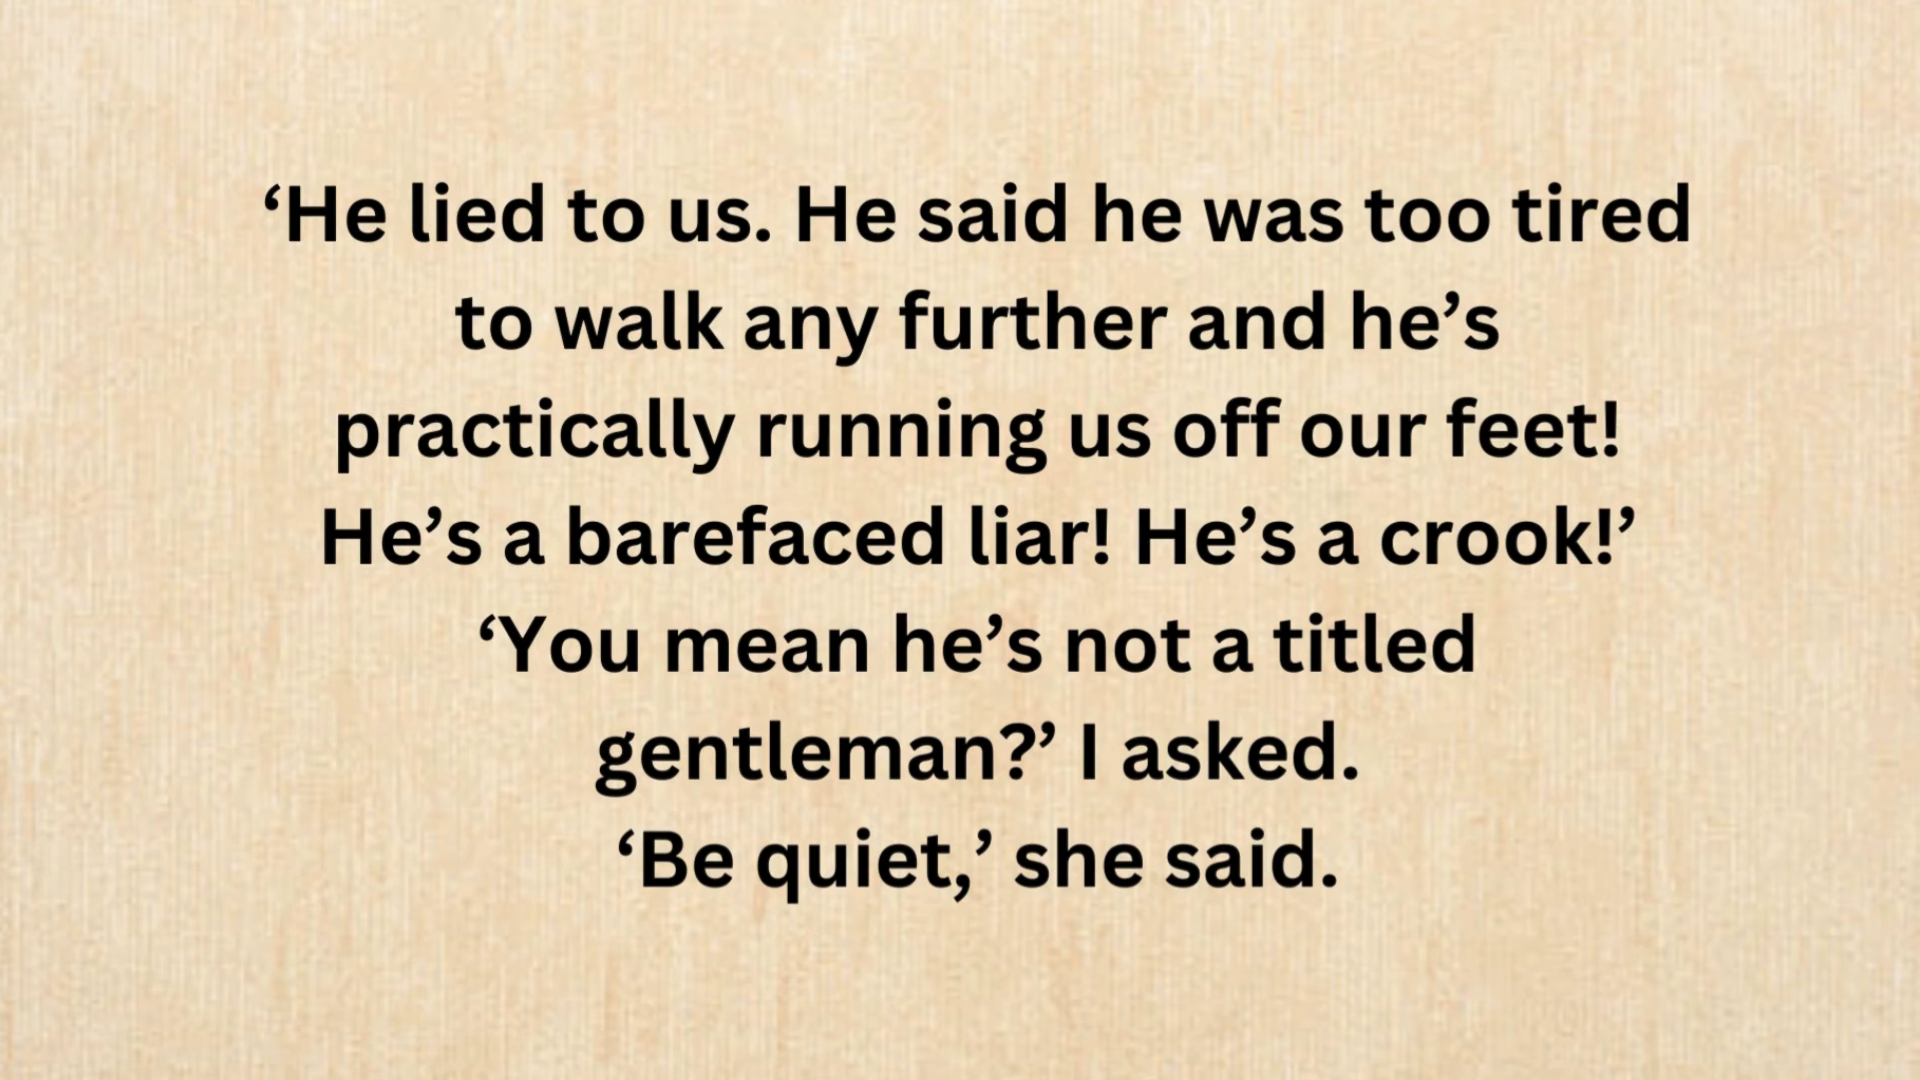 ‘He lied to us. He said he was too tired
to walk any further and he’s
practically running us off our feet!
He’s a barefaced liar! He’s a crook!’
‘You mean he’s not a titled
gentleman?’ I asked.
‘Be quiet,’ she said.